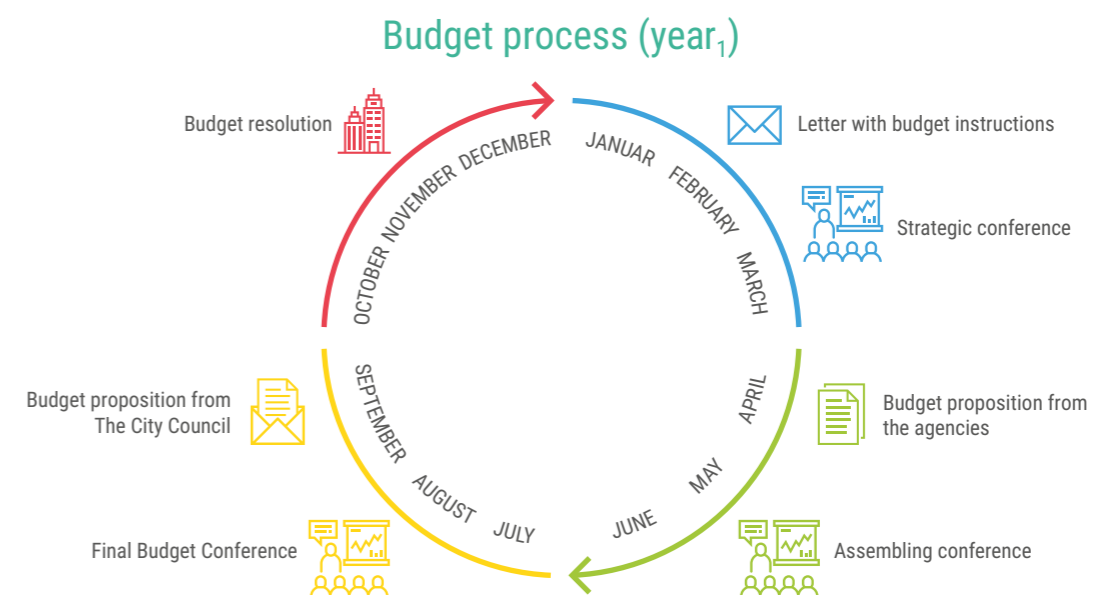 Budget process (year₁)
Budget resolution
Letter with budget instructions
Strategic conference
JANUAR
FEBRUARY
MARCH
APRIL
MAY
JUNE
JULY
AUGUST
SEPTEMBER
OCTOBER
NOVEMBER
DECEMBER
Budget proposition from
the agencies
Assembling conference
Final Budget Conference
Budget proposition from
The City Council